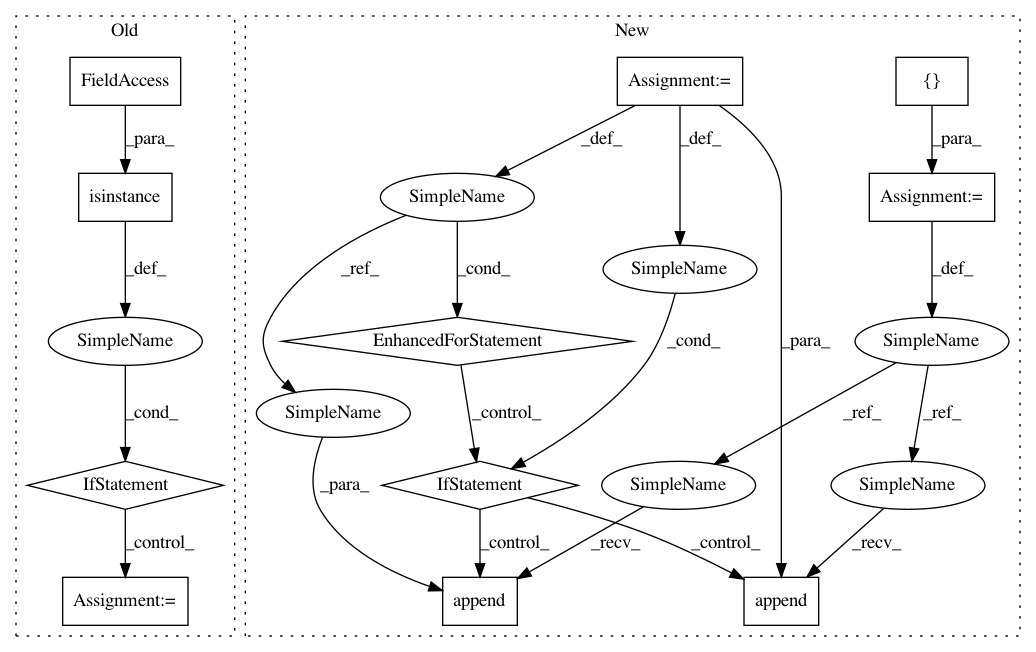 Old
New
FieldAccess
Assignment:=
{}
_para_
_def_
_def_
_para_
isinstance
SimpleName
Assignment:=
_def_
_ref_
_cond_
SimpleName
_def_
SimpleName
EnhancedForStatement
_cond_
_para_
SimpleName
_cond_
SimpleName
_control_
_ref_
_ref_
IfStatement
_para_
IfStatement
SimpleName
SimpleName
_control_
_control_
_recv_
_control_
_recv_
Assignment:=
append
append